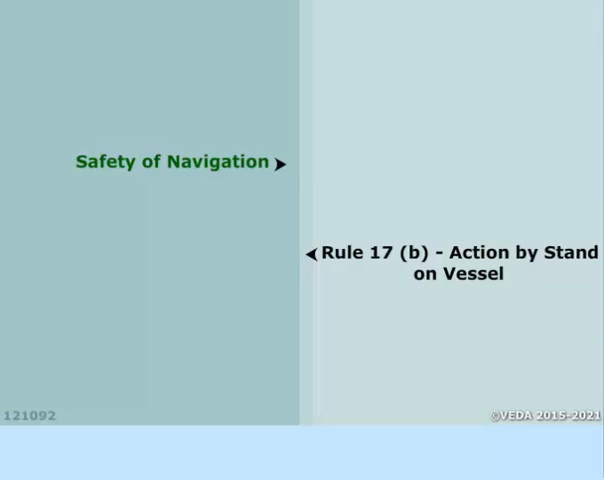 Safety of Navigation
Rule 17 (b) - Action by Stand
on Vessel
121092
©VEDA 2015-2021